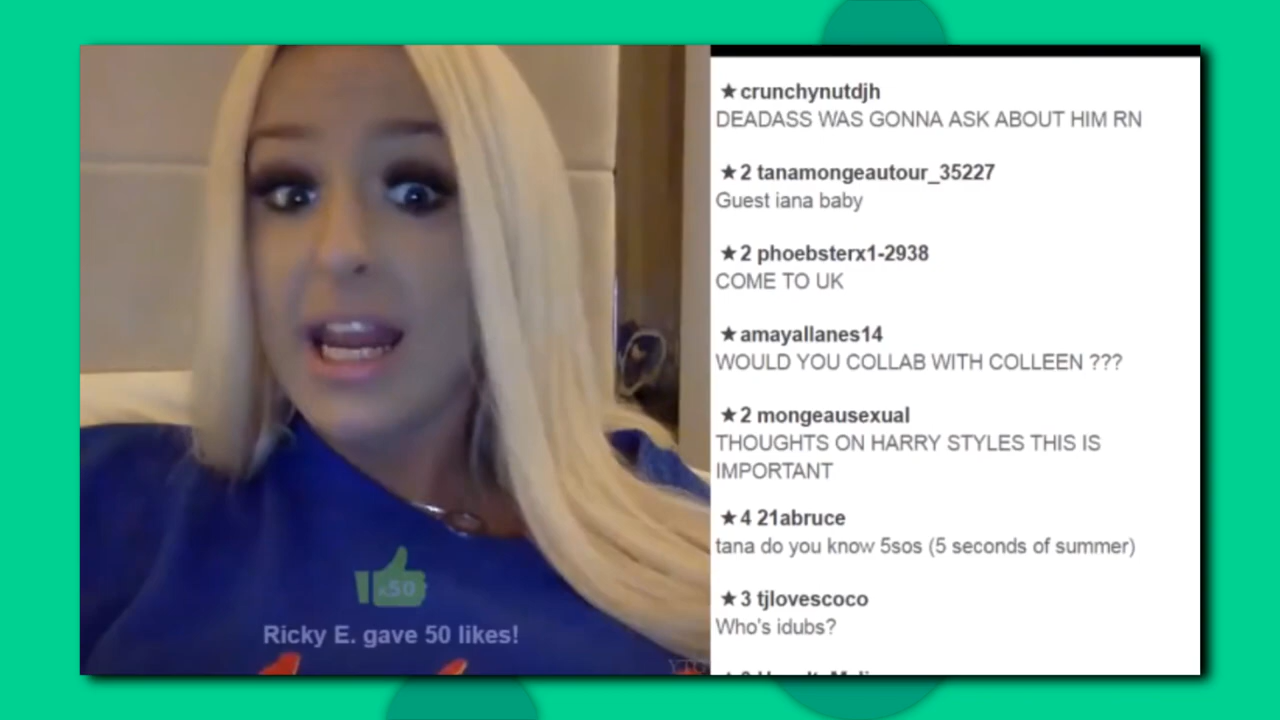 ★crunchynutdjh
DEADASS WAS GONNA ASK ABOUT HIM RN
★2 tanamongeautour_35227
Guest iana baby
★2 phoebsterx1-2938
COME TO UK
★amayallanes14
WOULD YOU COLLAB WITH COLLEEN ???
★2 mongeausexual
THOUGHTS ON HARRY STYLES THIS IS
IMPORTANT
★4 21abruce
tana do you know 5sos (5 seconds of summer)
★3 tjlovescoco
Who's idubs?
x50
Ricky E. gave 50 likes!